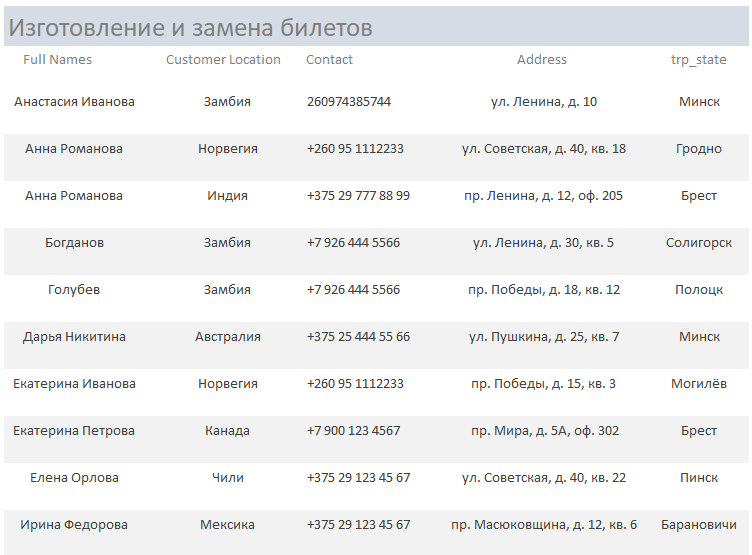 Изготовление и замена билетов
Full Names Customer Location Contact Address trp_state
Анастасия Иванова Замбия 260974385744 ул. Ленина, д. 10 Минск
Анна Романова Норвегия +260 95 1112233 ул. Советская, д. 40, кв. 18 Гродно
Анна Романова Индия +375 29 777 88 99 пр. Ленина, д. 12, оф. 205 Брест
Богданов Замбия +7 926 444 5566 ул. Ленина, д. 30, кв. 5 Солигорск
Голубев Замбия +7 926 444 5566 пр. Победы, д. 18, кв. 12 Полоцк
Дарья Никитина Австралия +375 25 444 55 66 ул. Пушкина, д. 25, кв. 7 Минск
Екатерина Иванова Норвегия +260 95 1112233 пр. Победы, д. 15, кв. 3 Могилёв
Екатерина Петрова Канада +7 900 123 4567 пр. Мира, д. 5А, оф. 302 Брест
Елена Орлова Чили +375 29 123 45 67 ул. Советская, д. 40, кв. 22 Пинск
Ирина Федорова Мексика +375 29 123 45 67 пр. Масюковщина, д. 12, кв. 6 Барановичи